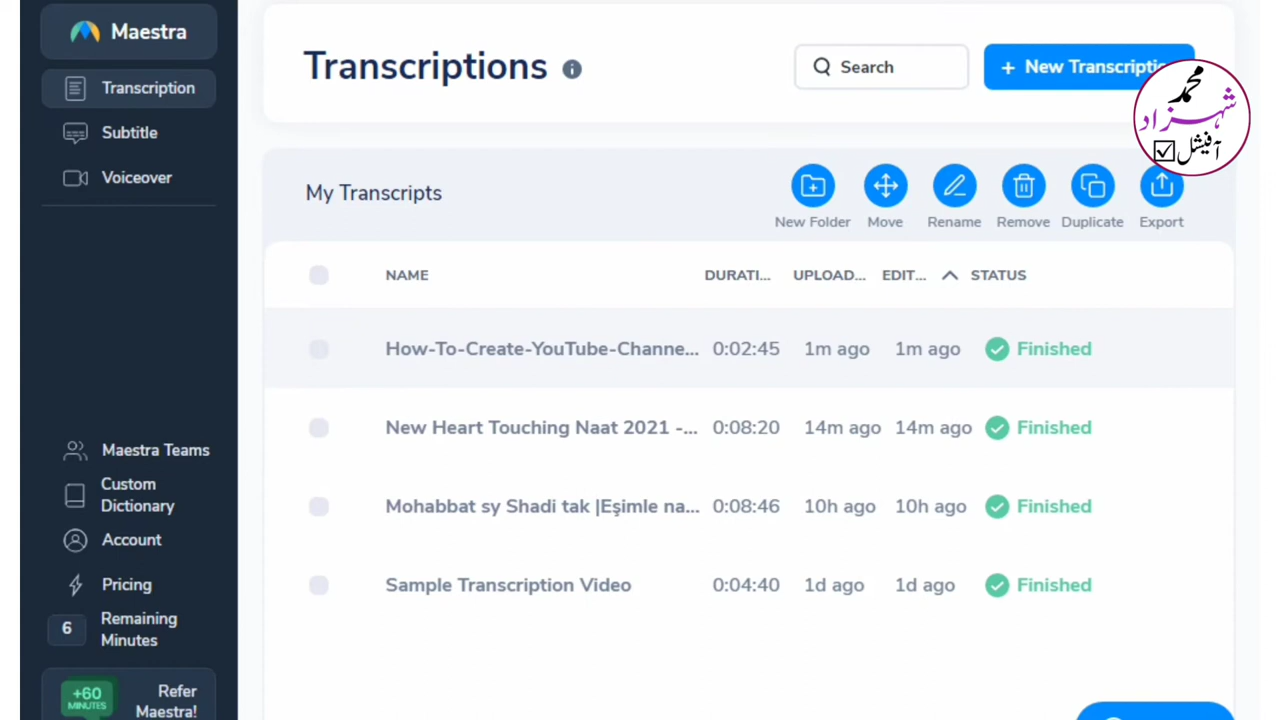 Maestra
Transcription
Subtitle
Voiceover
Maestra Teams
Custom
Dictionary
Account
Pricing
6
Remaining
Minutes
+60
MINUTES
Refer
Maestra!
Transcriptions
Search
+ New Transcriptio
محمد
شہزاد
آفیشل
My Transcripts
New Folder
Move
Rename
Remove
Duplicate
Export
NAME DURATI... UPLOAD... EDIT... STATUS
How-To-Create-YouTube-Channe... 0:02:45 1m ago 1m ago Finished
New Heart Touching Naat 2021 -... 0:08:20 14m ago 14m ago Finished
Mohabbat sy Shadi tak |Eşimle na... 0:08:46 10h ago 10h ago Finished
Sample Transcription Video 0:04:40 1d ago 1d ago Finished